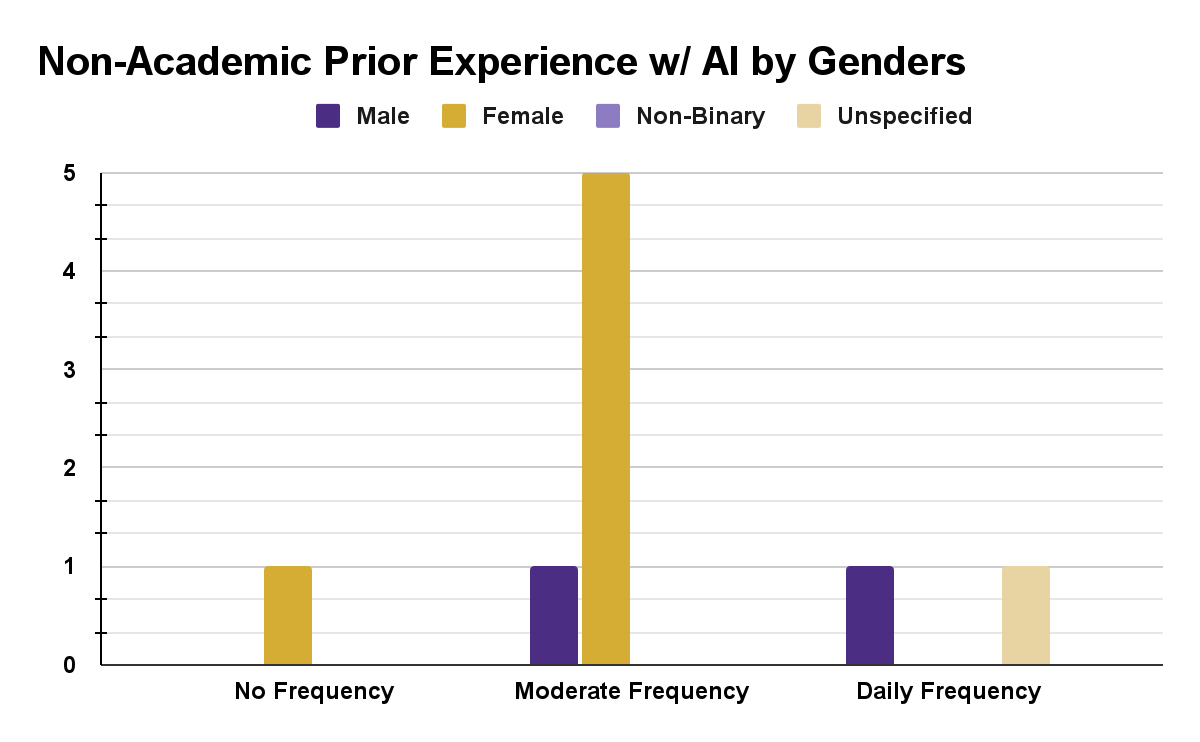 Non-Academic Prior Experience w/ AI by Genders
Male Female Non-Binary Unspecified
5
4
3
2
1
0
No Frequency Moderate Frequency Daily Frequency